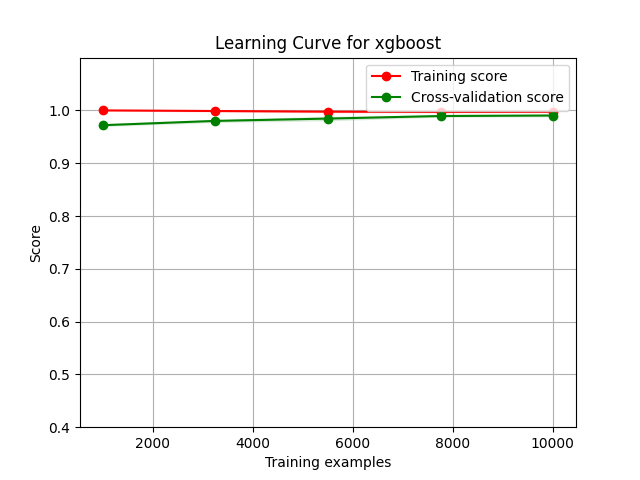 Learning Curve for xgboost
Training score
Cross-validation score
1.0
0.9
0.8
0.7
0.6
0.5
0.4
Score
2000 4000 6000 8000 10000
Training examples